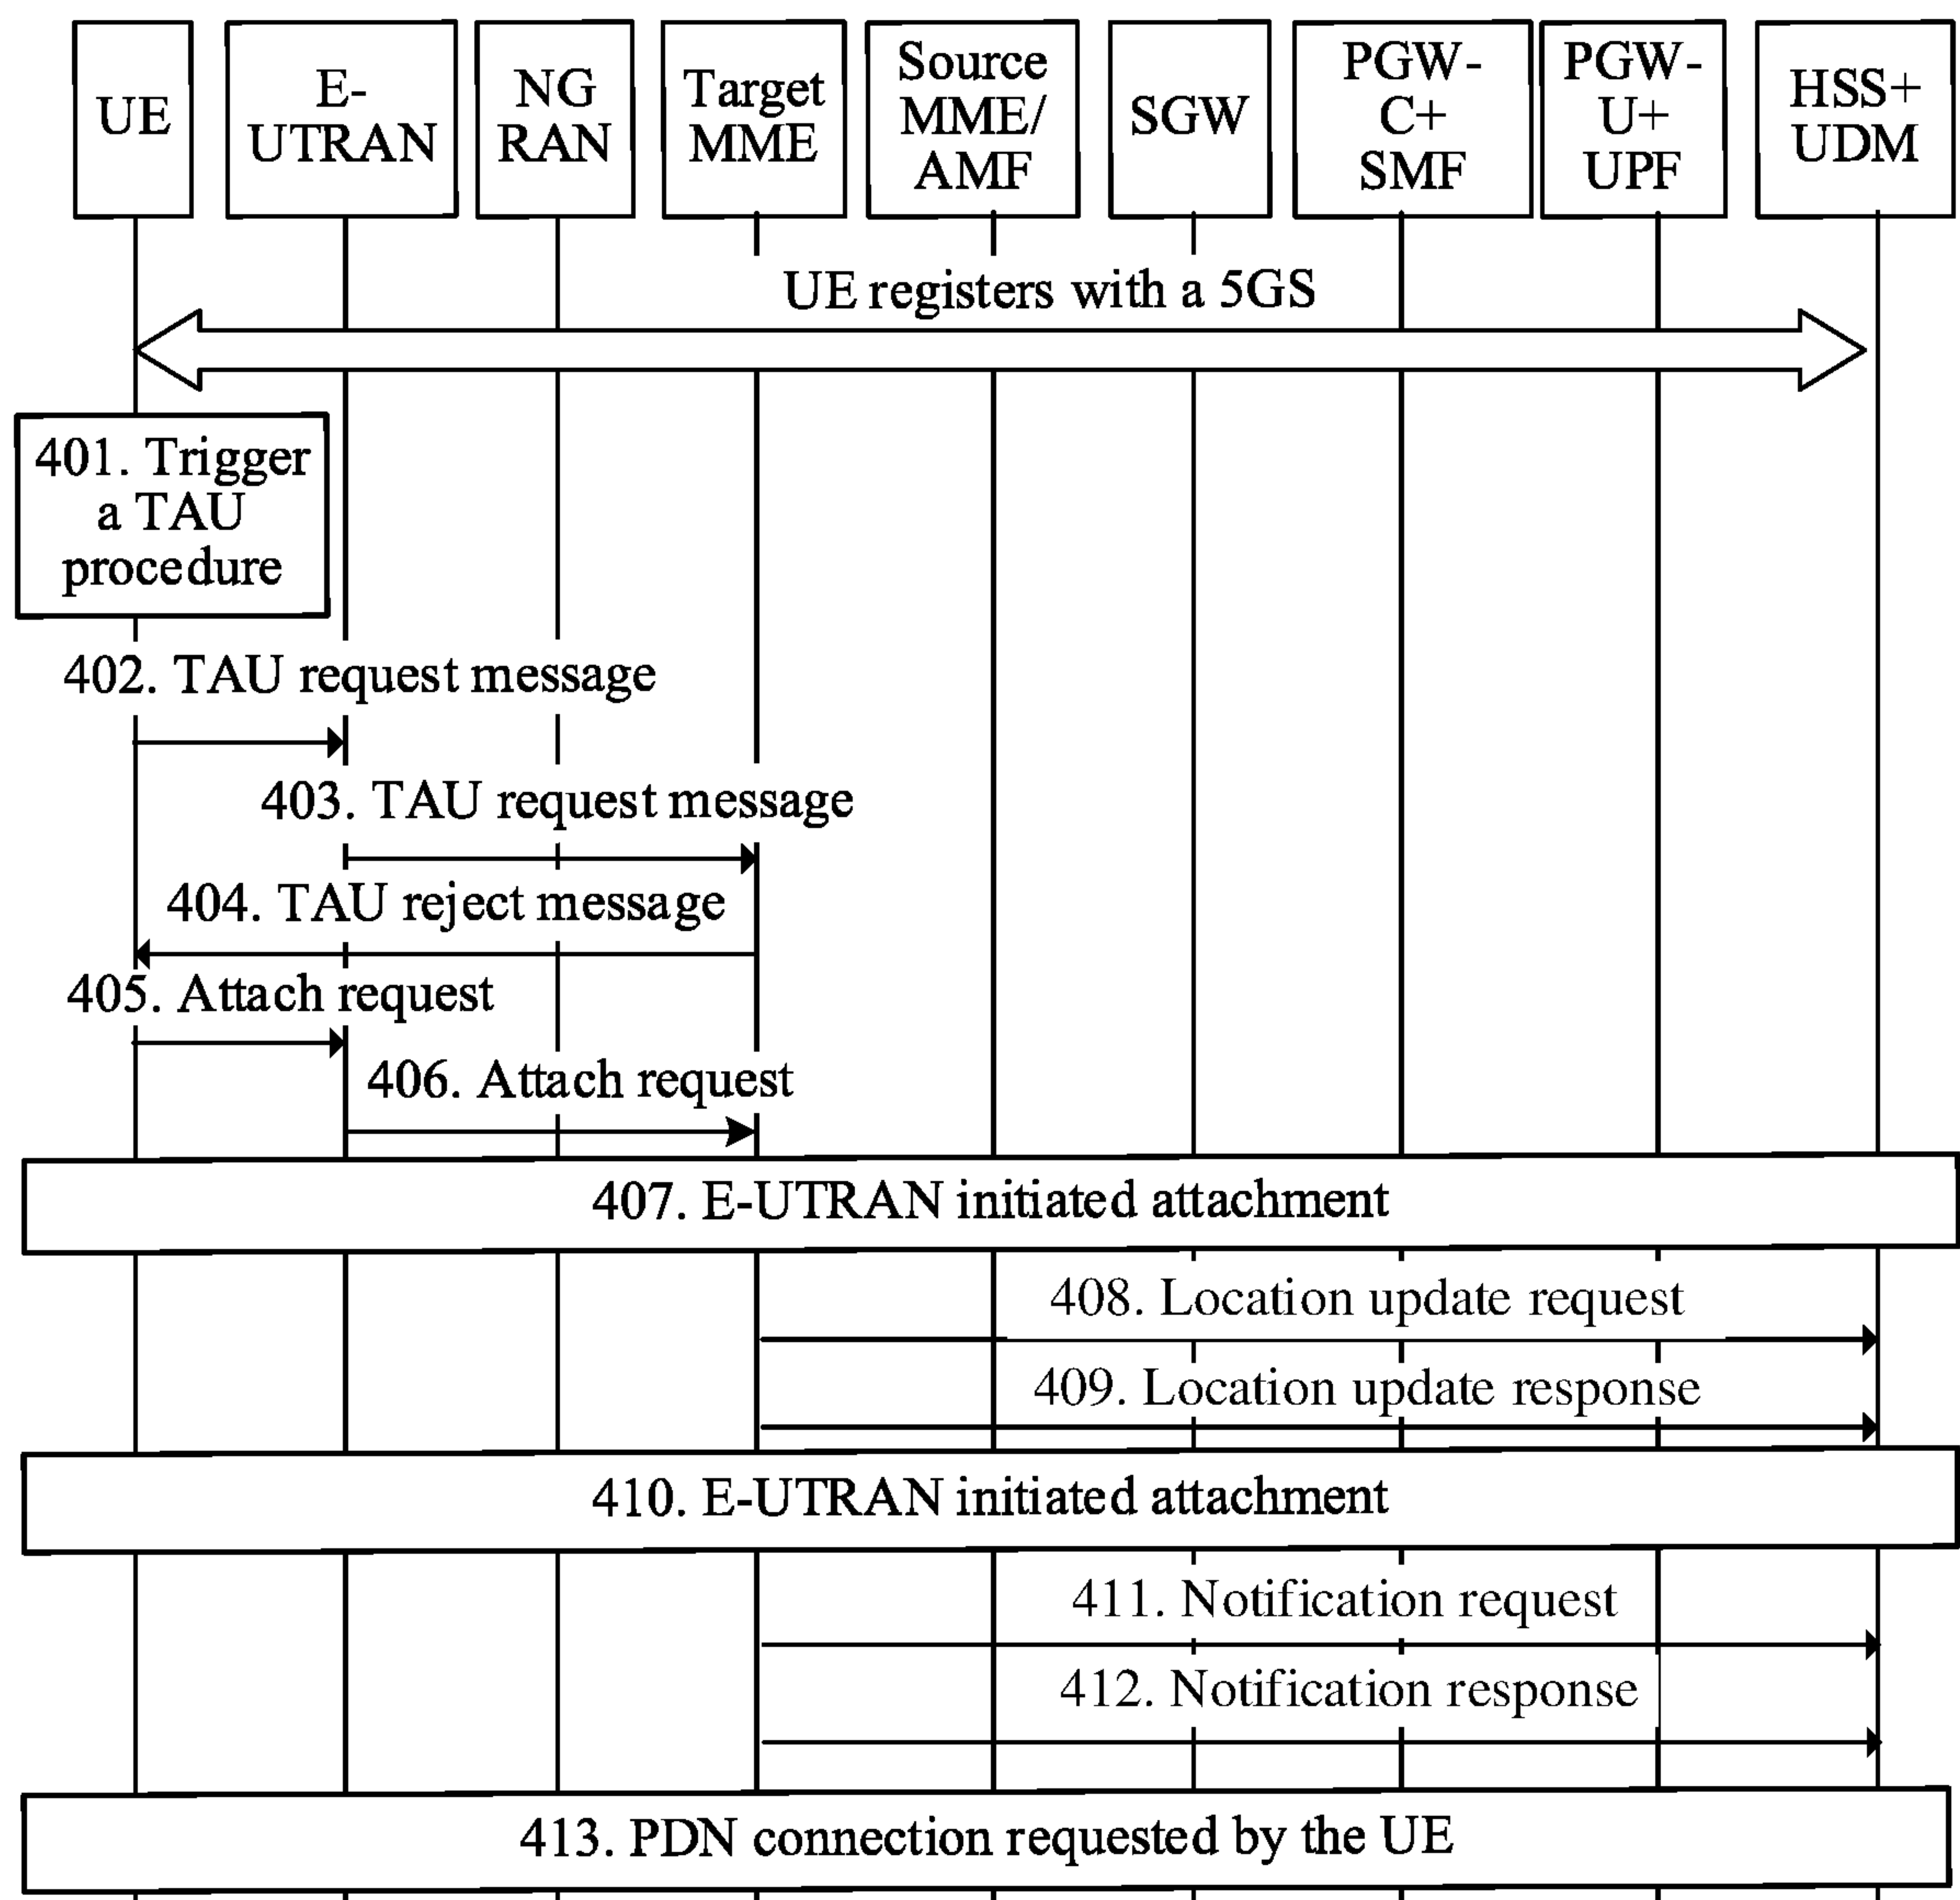 UE
E-
UTRAN
NG
RAN
Target
MME
Source
MME/
AMF
SGW
PGW-
C+
SMF
PGW-
U+
UPF
HSS+
UDM
UE registers with a 5GS
401. Trigger
a TAU
procedure
402. TAU request message
403. TAU request message
404. TAU reject message
405. Attach request
406. Attach request
407. E-UTRAN initiated attachment
408. Location update request
409. Location update response
410. E-UTRAN initiated attachment
411. Notification request
412. Notification response
413. PDN connection requested by the UE